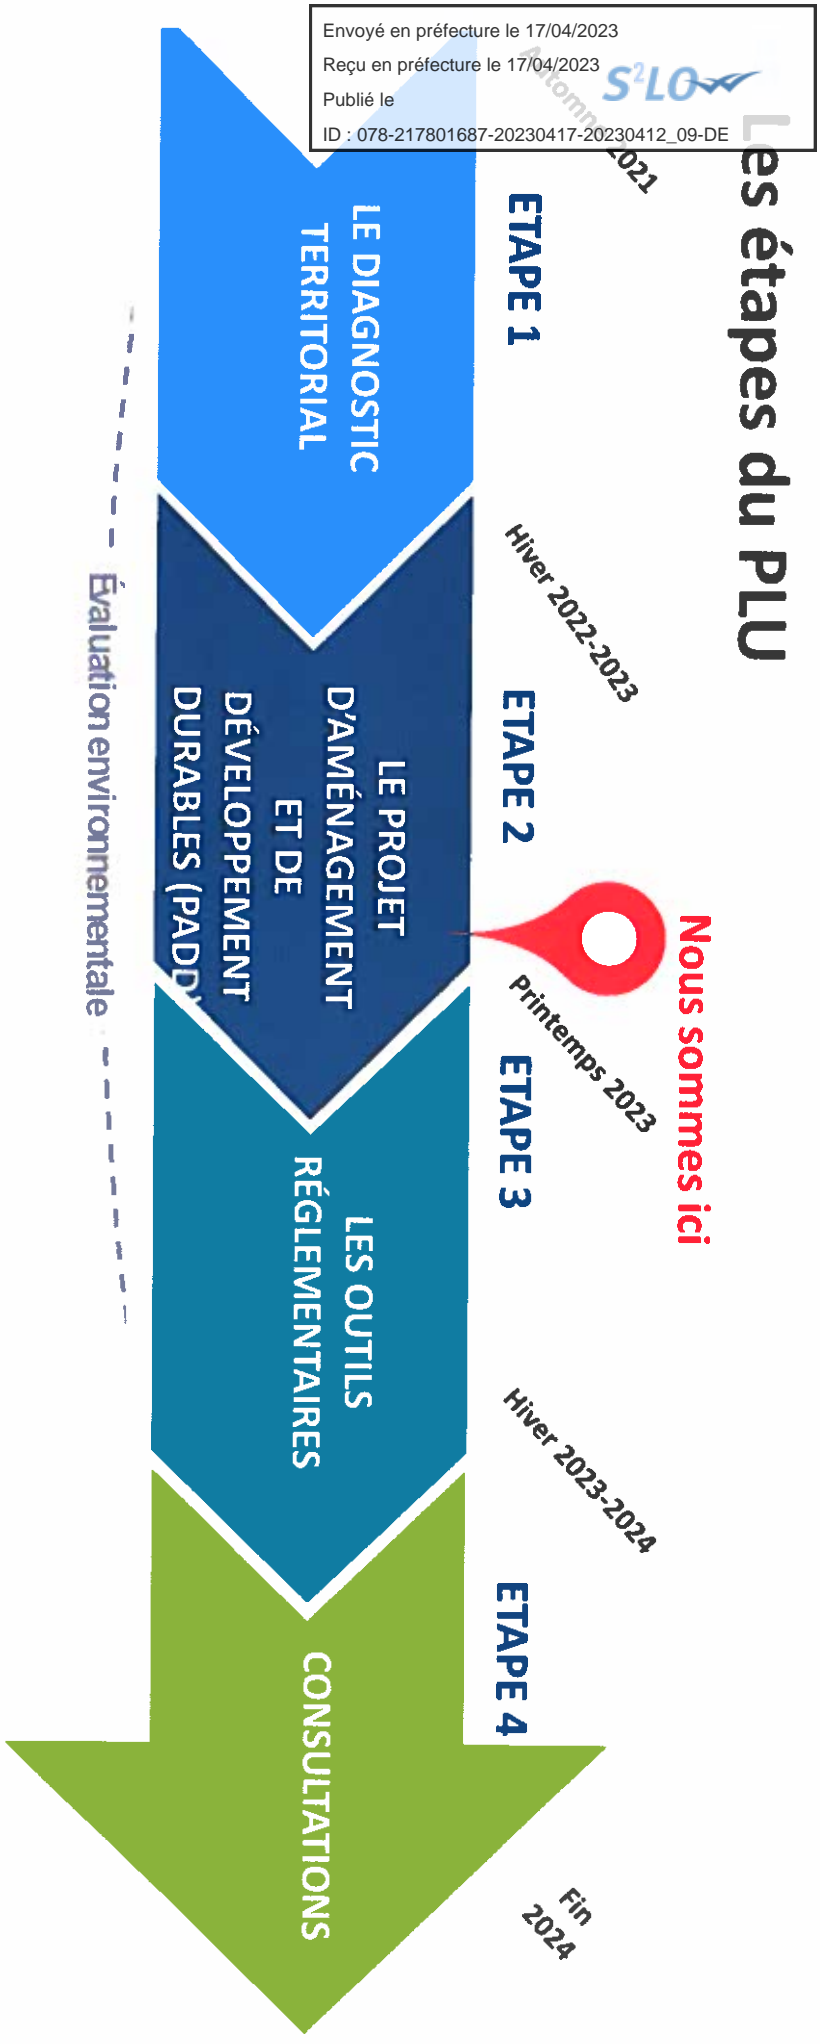 Envoyé en préfecture le 17/04/2023
Reçu en préfecture le 17/04/2023
Publié le
S²LOW
ID : 078-217801687-20230417-20230412_09-DE
Les étapes du PLU
Nous sommes ici
Automne 2021
Hiver 2022-2023
Printemps 2023
Hiver 2023-2024
Fin
2024
ETAPE 1
ETAPE 2
ETAPE 3
ETAPE 4
LE DIAGNOSTIC
TERRITORIAL
LE PROJET
D'AMÉNAGEMENT
ET DE
DÉVELOPPEMENT
DURABLES (PADD)
LES OUTILS
RÉGLEMENTAIRES
CONSULTATIONS
Évaluation environnementale